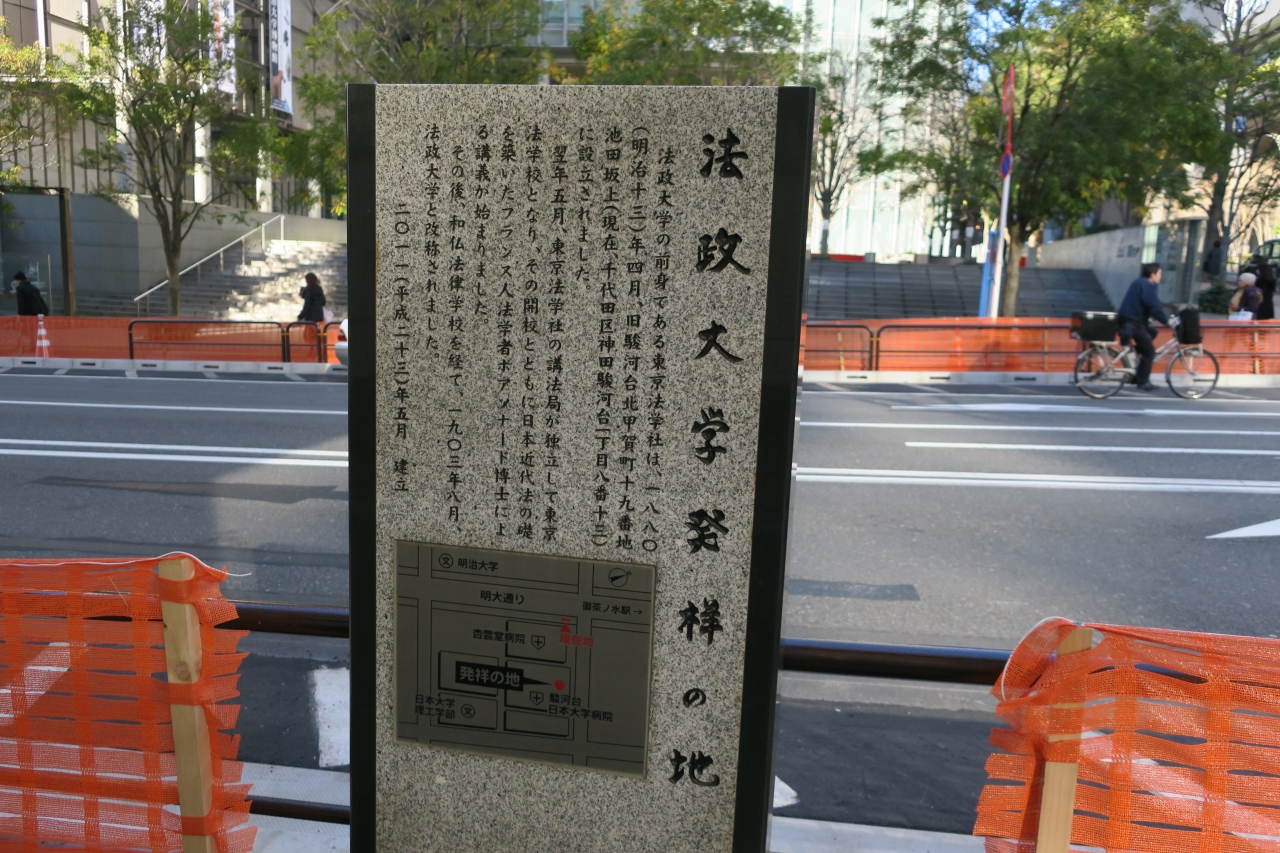 法政大学発祥の地
法政大学の前身である東京法学社は、一八八〇
(明治十三)年四月、旧駿河台北甲賀町十九番地
池田坂上(現在、千代田区神田駿河台一丁目八番十三)
に設立されました。
翌年五月、東京法学社の講法局が独立して東京
法学校となり、その開校とともに日本近代法の礎
を築いたフランス人法学者ボアソナード博士によ
る講義が始まりました。
その後、和仏法律学校を経て、一九〇三年八月、
法政大学と改称されました。
二〇一一(平成二十三)年五月 建立
文 明治大学
明大通り
御茶ノ水駅→
現在地
杏雲堂病院
発祥の地
日本大学
理工学部 文
駿河台
日本大学病院